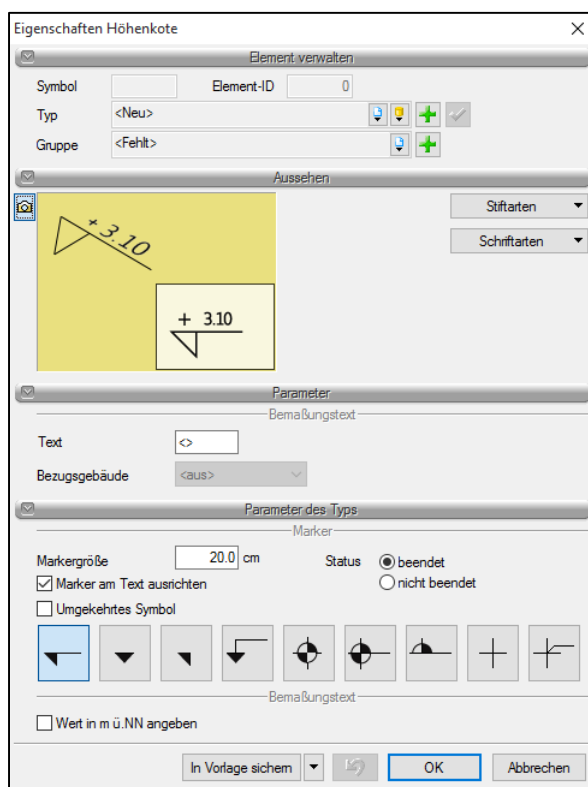 Eigenschaften Höhenkote
Element verwalten
Symbol Element-ID 0
Typ <Neu>
Gruppe <Fehlt>
Aussehen
+ 3.10
+ 3.10
Stiftarten
Schriftarten
Parameter
Bemaßungstext
Text <>
Bezugsgebäude <aus>
Parameter des Typs
Marker
Markergröße 20.0 cm Status beendet
Marker am Text ausrichten nicht beendet
Umgekehrtes Symbol
Bemaßungstext
Wert in m ü.NN angeben
In Vorlage sichern OK Abbrechen